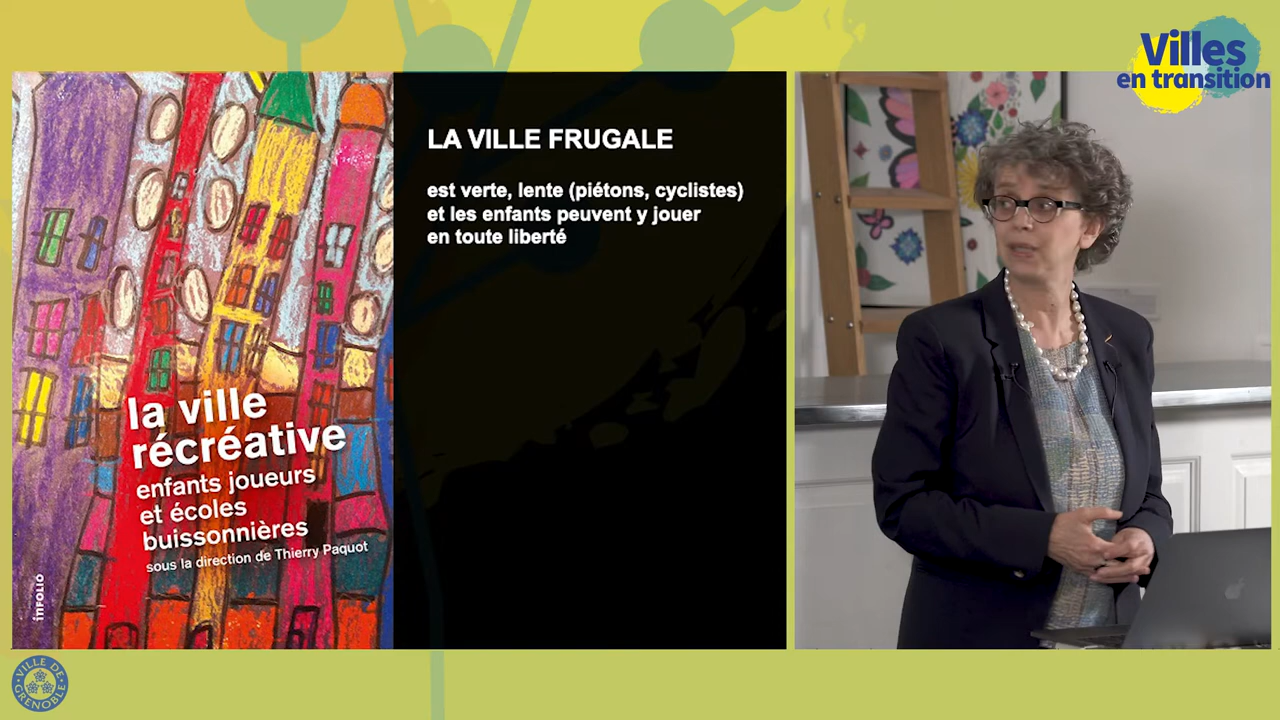 Villes
en transition
LA VILLE FRUGALE
est verte, lente (piétons, cyclistes)
et les enfants peuvent y jouer
en toute liberté
la ville
récréative
enfants joueurs
et écoles
buissonnières
sous la direction de Thierry Paquot
inFOLIO
VILLE DE
GRENOBLE